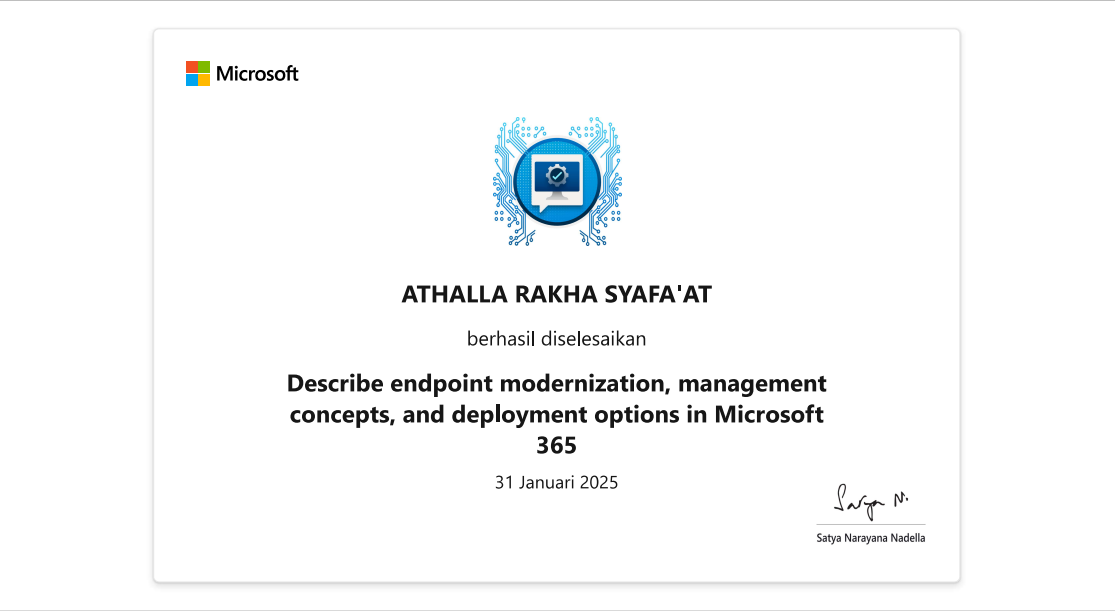 Microsoft
ATHALLA RAKHA SYAFA'AT
berhasil diselesaikan
Describe endpoint modernization, management
concepts, and deployment options in Microsoft
365
31 Januari 2025
Satya N.
Satya Narayana Nadella